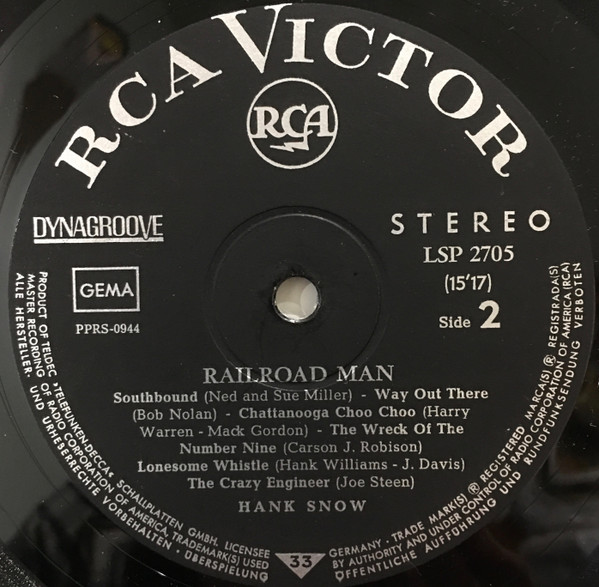 RCA VICTOR
RCA
DYNAGROOVE
STEREO
LSP 2705
GEMA
(15'17)
PPRS-0944
Side 2
RAILROAD MAN
Southbound (Ned and Sue Miller) - Way Out There
(Bob Nolan) - Chattanooga Choo Choo (Harry
Warren - Mack Gordon) - The Wreck Of The
Number Nine (Carson J. Robison)
Lonesome Whistle (Hank Williams - J. Davis)
The Crazy Engineer (Joe Steen)
HANK SNOW
33
PRODUCT OF TELDEC »TELEFUNKEN-DECCA« SCHALLPLATTEN GMBH. LICENSEE
MASTER RECORDING OF RADIO CORPORATION OF AMERICA, TRADEMARK(S) USED
ALLE HERSTELLER- UND URHEBERRECHTE VORBEHALTEN · ÜBERSPIELUNG
GERMANY - TRADE MARK(S) ® REGISTERED MARCA(S) ® REGISTRADA(S)
BY AUTHORITY AND UNDER CONTROL OF RADIO CORPORATION OF AMERICA (RCA)
ÖFFENTLICHE AUFFÜHRUNG UND RUNDFUNKSENDUNG VERBOTEN